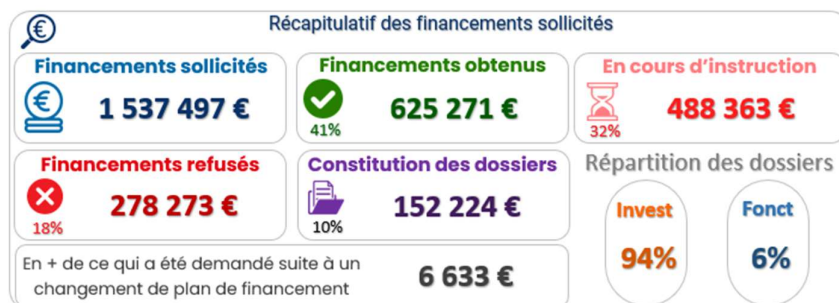 Récapitulatif des financements sollicités
Financements sollicités
1 537 497 €
Financements obtenus
41%
625 271 €
En cours d'instruction
32%
488 363 €
Financements refusés
18%
278 273 €
Constitution des dossiers
10%
152 224 €
Répartition des dossiers
Invest
94%
Fonct
6%
En + de ce qui a été demandé suite à un
changement de plan de financement
6 633 €